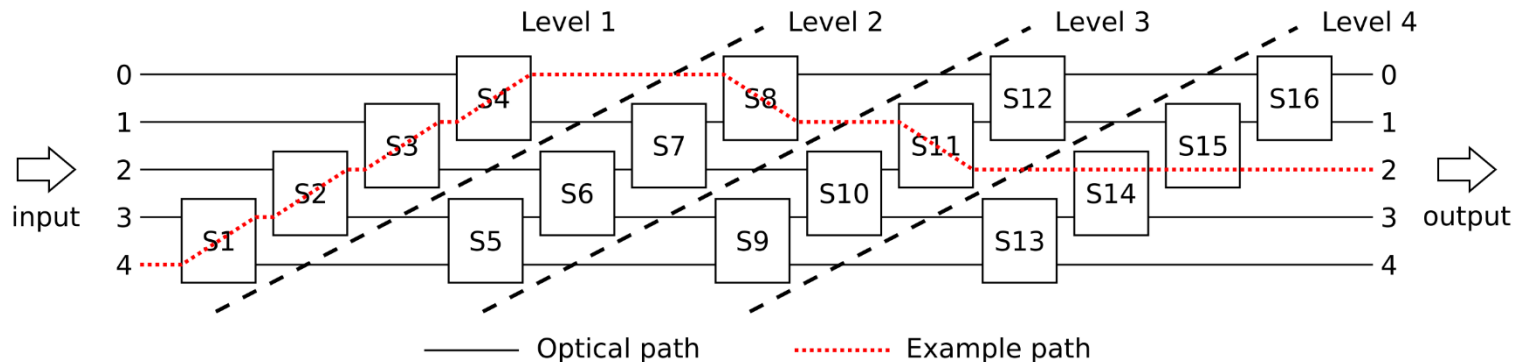 Level 1 Level 2 Level 3 Level 4
0 S4 S8 S12 S16 0
1 S3 S7 S11 S15 1
2 S2 S6 S10 S14 2
input 3 S1 S5 S9 S13 3 output
4 4
Optical path Example path